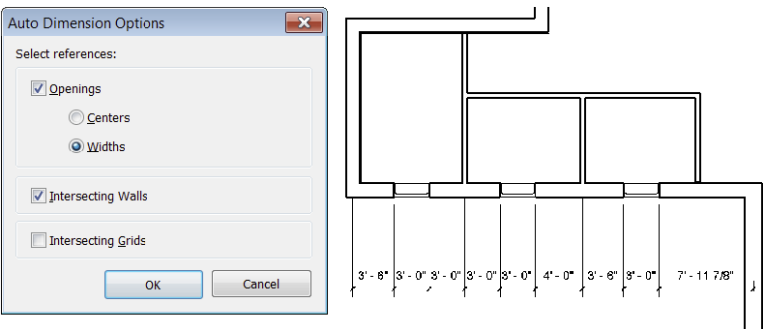 Auto Dimension Options
Select references:
Openings
Centers
Widths
Intersecting Walls
Intersecting Grids
OK Cancel
3' - 6" 3' - 0" 3' - 0" 3' - 0" 3' - 0" 4' - 0" 3' - 6" 3' - 0" 7' - 11 7/8"